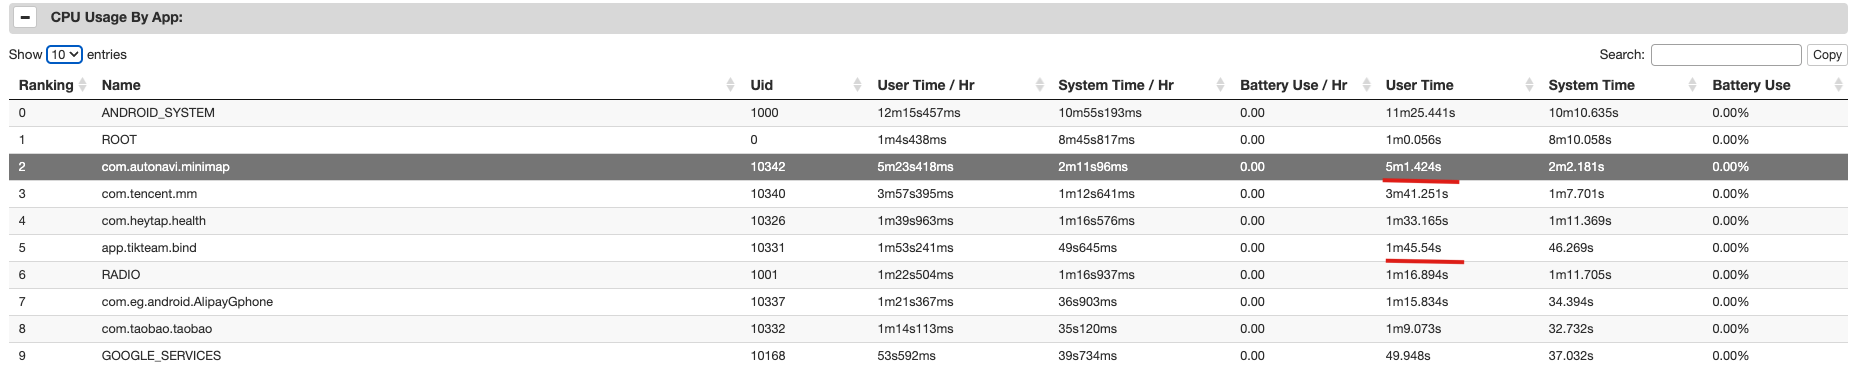 − CPU Usage By App:
Show 10 entries Search: Copy
Ranking Name Uid User Time / Hr System Time / Hr Battery Use / Hr User Time System Time Battery Use
0 ANDROID_SYSTEM 1000 12m15s457ms 10m55s193ms 0.00 11m25.441s 10m10.635s 0.00%
1 ROOT 0 1m4s438ms 8m45s817ms 0.00 1m0.056s 8m10.058s 0.00%
2 com.autonavi.minimap 10342 5m23s418ms 2m11s96ms 0.00 5m1.424s 2m2.181s 0.00%
3 com.tencent.mm 10340 3m57s395ms 1m12s641ms 0.00 3m41.251s 1m7.701s 0.00%
4 com.heytap.health 10326 1m39s963ms 1m16s576ms 0.00 1m33.165s 1m11.369s 0.00%
5 app.tikteam.bind 10331 1m53s241ms 49s645ms 0.00 1m45.54s 46.269s 0.00%
6 RADIO 1001 1m22s504ms 1m16s937ms 0.00 1m16.894s 1m11.705s 0.00%
7 com.eg.android.AlipayGphone 10337 1m21s367ms 36s903ms 0.00 1m15.834s 34.394s 0.00%
8 com.taobao.taobao 10332 1m14s113ms 35s120ms 0.00 1m9.073s 32.732s 0.00%
9 GOOGLE_SERVICES 10168 53s592ms 39s734ms 0.00 49.948s 37.032s 0.00%